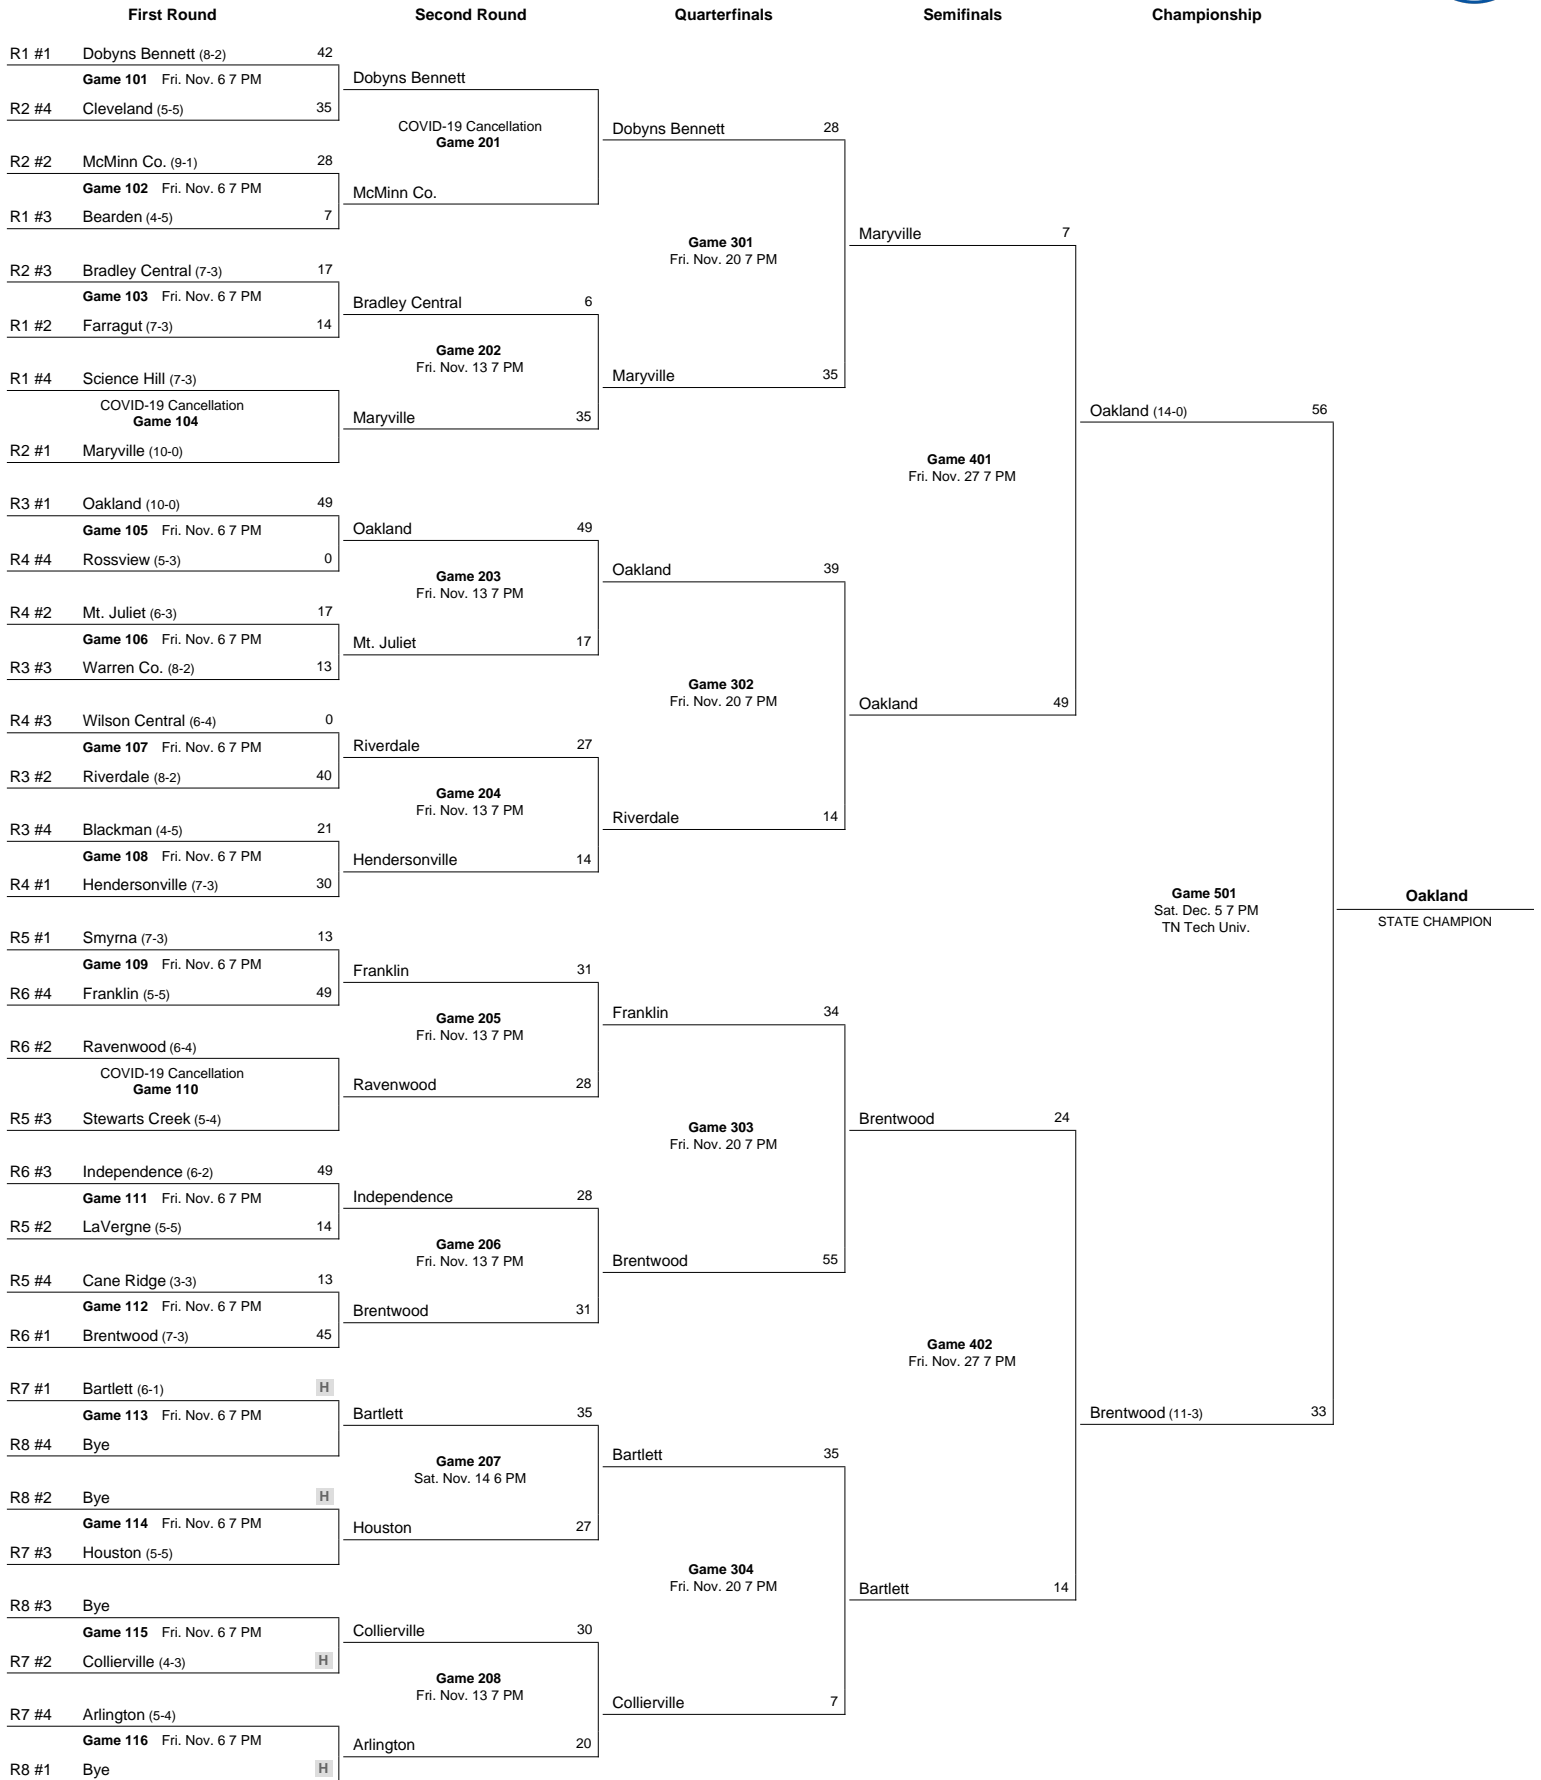 First Round Second Round Quarterfinals Semifinals Championship
R1 #1 Dobyns Bennett (8-2) 42
Game 101 Fri. Nov. 6 7 PM
R2 #4 Cleveland (5-5) 35
R2 #2 McMinn Co. (9-1) 28
Game 102 Fri. Nov. 6 7 PM
R1 #3 Bearden (4-5) 7
R2 #3 Bradley Central (7-3) 17
Game 103 Fri. Nov. 6 7 PM
R1 #2 Farragut (7-3) 14
R1 #4 Science Hill (7-3)
COVID-19 Cancellation
Game 104
R2 #1 Maryville (10-0)
R3 #1 Oakland (10-0) 49
Game 105 Fri. Nov. 6 7 PM
R4 #4 Rossview (5-3) 0
R4 #2 Mt. Juliet (6-3) 17
Game 106 Fri. Nov. 6 7 PM
R3 #3 Warren Co. (8-2) 13
R4 #3 Wilson Central (6-4) 0
Game 107 Fri. Nov. 6 7 PM
R3 #2 Riverdale (8-2) 40
R3 #4 Blackman (4-5) 21
Game 108 Fri. Nov. 6 7 PM
R4 #1 Hendersonville (7-3) 30
R5 #1 Smyrna (7-3) 13
Game 109 Fri. Nov. 6 7 PM
R6 #4 Franklin (5-5) 49
R6 #2 Ravenwood (6-4)
COVID-19 Cancellation
Game 110
R5 #3 Stewarts Creek (5-4)
R6 #3 Independence (6-2) 49
Game 111 Fri. Nov. 6 7 PM
R5 #2 LaVergne (5-5) 14
R5 #4 Cane Ridge (3-3) 13
Game 112 Fri. Nov. 6 7 PM
R6 #1 Brentwood (7-3) 45
R7 #1 Bartlett (6-1) H
Game 113 Fri. Nov. 6 7 PM
R8 #4 Bye
R8 #2 Bye H
Game 114 Fri. Nov. 6 7 PM
R7 #3 Houston (5-5)
R8 #3 Bye
Game 115 Fri. Nov. 6 7 PM
R7 #2 Collierville (4-3) H
R7 #4 Arlington (5-4)
Game 116 Fri. Nov. 6 7 PM
R8 #1 Bye H
Dobyns Bennett
COVID-19 Cancellation
Game 201
McMinn Co.
Bradley Central 6
Game 202
Fri. Nov. 13 7 PM
Maryville 35
Oakland 49
Game 203
Fri. Nov. 13 7 PM
Mt. Juliet 17
Riverdale 27
Game 204
Fri. Nov. 13 7 PM
Hendersonville 14
Franklin 31
Game 205
Fri. Nov. 13 7 PM
Ravenwood 28
Independence 28
Game 206
Fri. Nov. 13 7 PM
Brentwood 31
Bartlett 35
Game 207
Sat. Nov. 14 6 PM
Houston 27
Collierville 30
Game 208
Fri. Nov. 13 7 PM
Arlington 20
Dobyns Bennett 28
Game 301
Fri. Nov. 20 7 PM
Maryville 35
Oakland 39
Game 302
Fri. Nov. 20 7 PM
Riverdale 14
Franklin 34
Game 303
Fri. Nov. 20 7 PM
Brentwood 55
Bartlett 35
Game 304
Fri. Nov. 20 7 PM
Collierville 7
Maryville 7
Game 401
Fri. Nov. 27 7 PM
Oakland 49
Brentwood 24
Game 402
Fri. Nov. 27 7 PM
Bartlett 14
Oakland (14-0) 56
Game 501
Sat. Dec. 5 7 PM
TN Tech Univ.
Brentwood (11-3) 33
Oakland
STATE CHAMPION